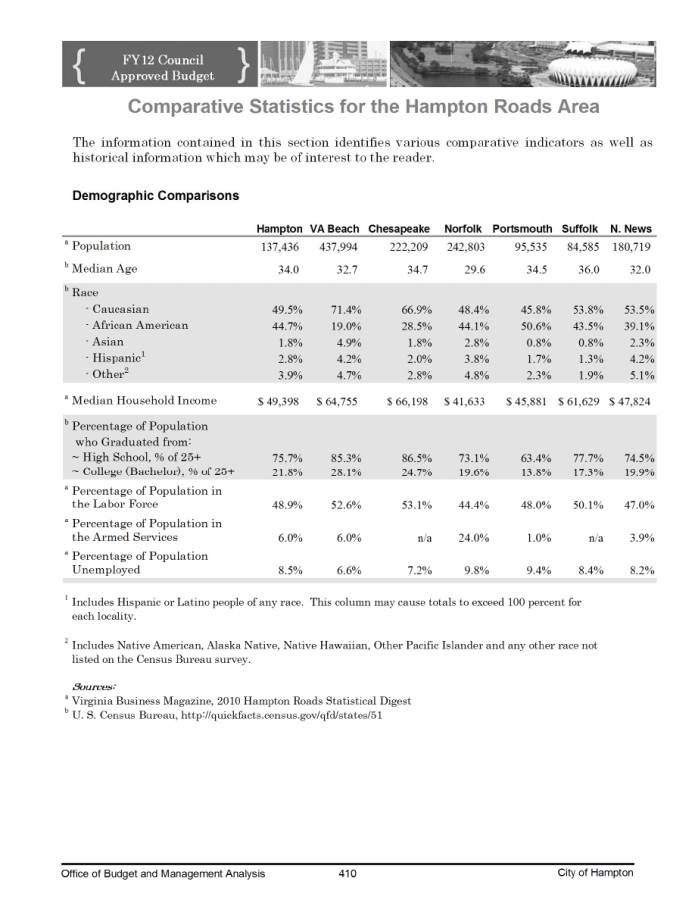 { FY12 Council }
Approved Budget
Comparative Statistics for the Hampton Roads Area
The information contained in this section identifies various comparative indicators as well as
historical information which may be of interest to the reader.
Demographic Comparisons
Hampton VA Beach Chesapeake Norfolk Portsmouth Suffolk N. News
a Population 137,436 437,994 222,209 242,803 95,535 84,585 180,719
b Median Age 34.0 32.7 34.7 29.6 34.5 36.0 32.0
b Race
· Caucasian 49.5% 71.4% 66.9% 48.4% 45.8% 53.8% 53.5%
· African American 44.7% 19.0% 28.5% 44.1% 50.6% 43.5% 39.1%
· Asian 1.8% 4.9% 1.8% 2.8% 0.8% 0.8% 2.3%
· Hispanic1 2.8% 4.2% 2.0% 3.8% 1.7% 1.3% 4.2%
· Other2 3.9% 4.7% 2.8% 4.8% 2.3% 1.9% 5.1%
a Median Household Income $ 49,398 $ 64,755 $ 66,198 $ 41,633 $ 45,881 $ 61,629 $ 47,824
b Percentage of Population
who Graduated from:
~ High School, % of 25+ 75.7% 85.3% 86.5% 73.1% 63.4% 77.7% 74.5%
~ College (Bachelor), % of 25+ 21.8% 28.1% 24.7% 19.6% 13.8% 17.3% 19.9%
a Percentage of Population in
the Labor Force 48.9% 52.6% 53.1% 44.4% 48.0% 50.1% 47.0%
a Percentage of Population in
the Armed Services 6.0% 6.0% n/a 24.0% 1.0% n/a 3.9%
a Percentage of Population
Unemployed 8.5% 6.6% 7.2% 9.8% 9.4% 8.4% 8.2%
1 Includes Hispanic or Latino people of any race. This column may cause totals to exceed 100 percent for
each locality.
2 Includes Native American, Alaska Native, Native Hawaiian, Other Pacific Islander and any other race not
listed on the Census Bureau survey.
Sources:
a Virginia Business Magazine, 2010 Hampton Roads Statistical Digest
b U. S. Census Bureau, http://quickfacts.census.gov/qfd/states/51
Office of Budget and Management Analysis 410 City of Hampton